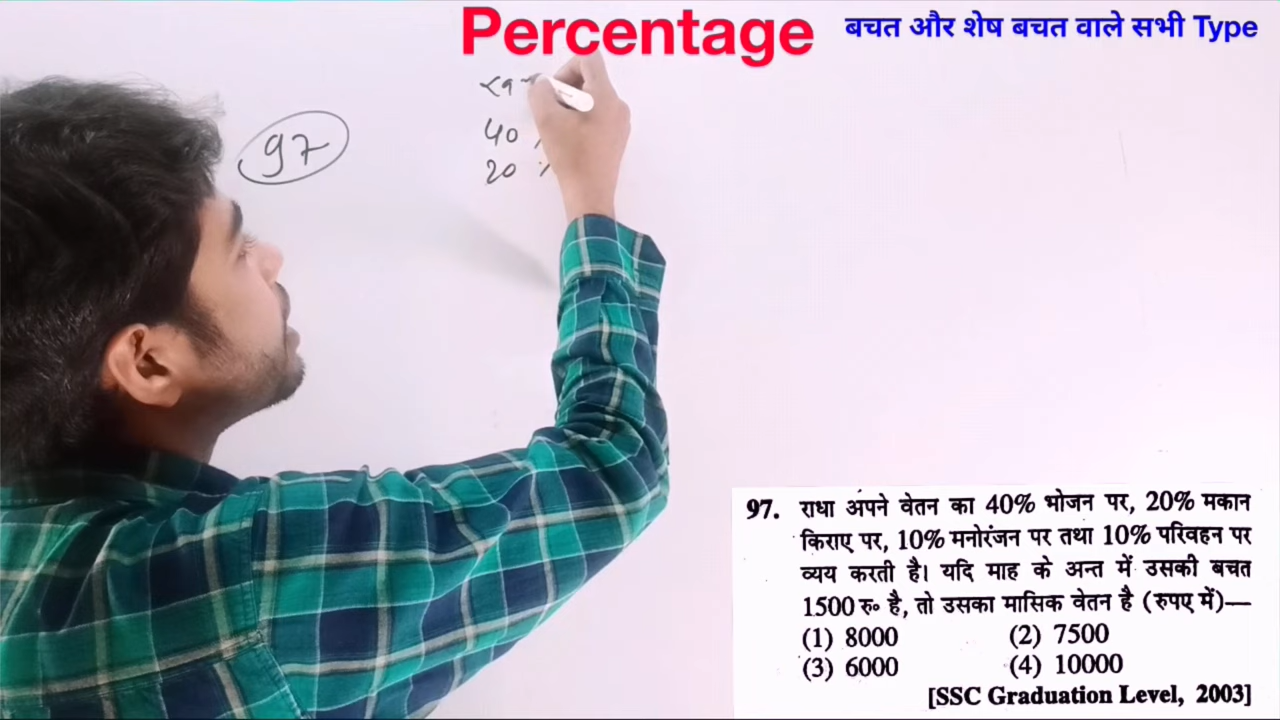 Percentage
बचत और शेष बचत वाले सभी Type
97
40
20 %
97. राधा अपने वेतन का 40% भोजन पर, 20% मकान
किराए पर, 10% मनोरंजन पर तथा 10% परिवहन पर
व्यय करती है। यदि माह के अन्त में उसकी बचत
1500 रु॰ है, तो उसका मासिक वेतन है (रुपए में)—
(1) 8000 (2) 7500
(3) 6000 (4) 10000
[SSC Graduation Level, 2003]